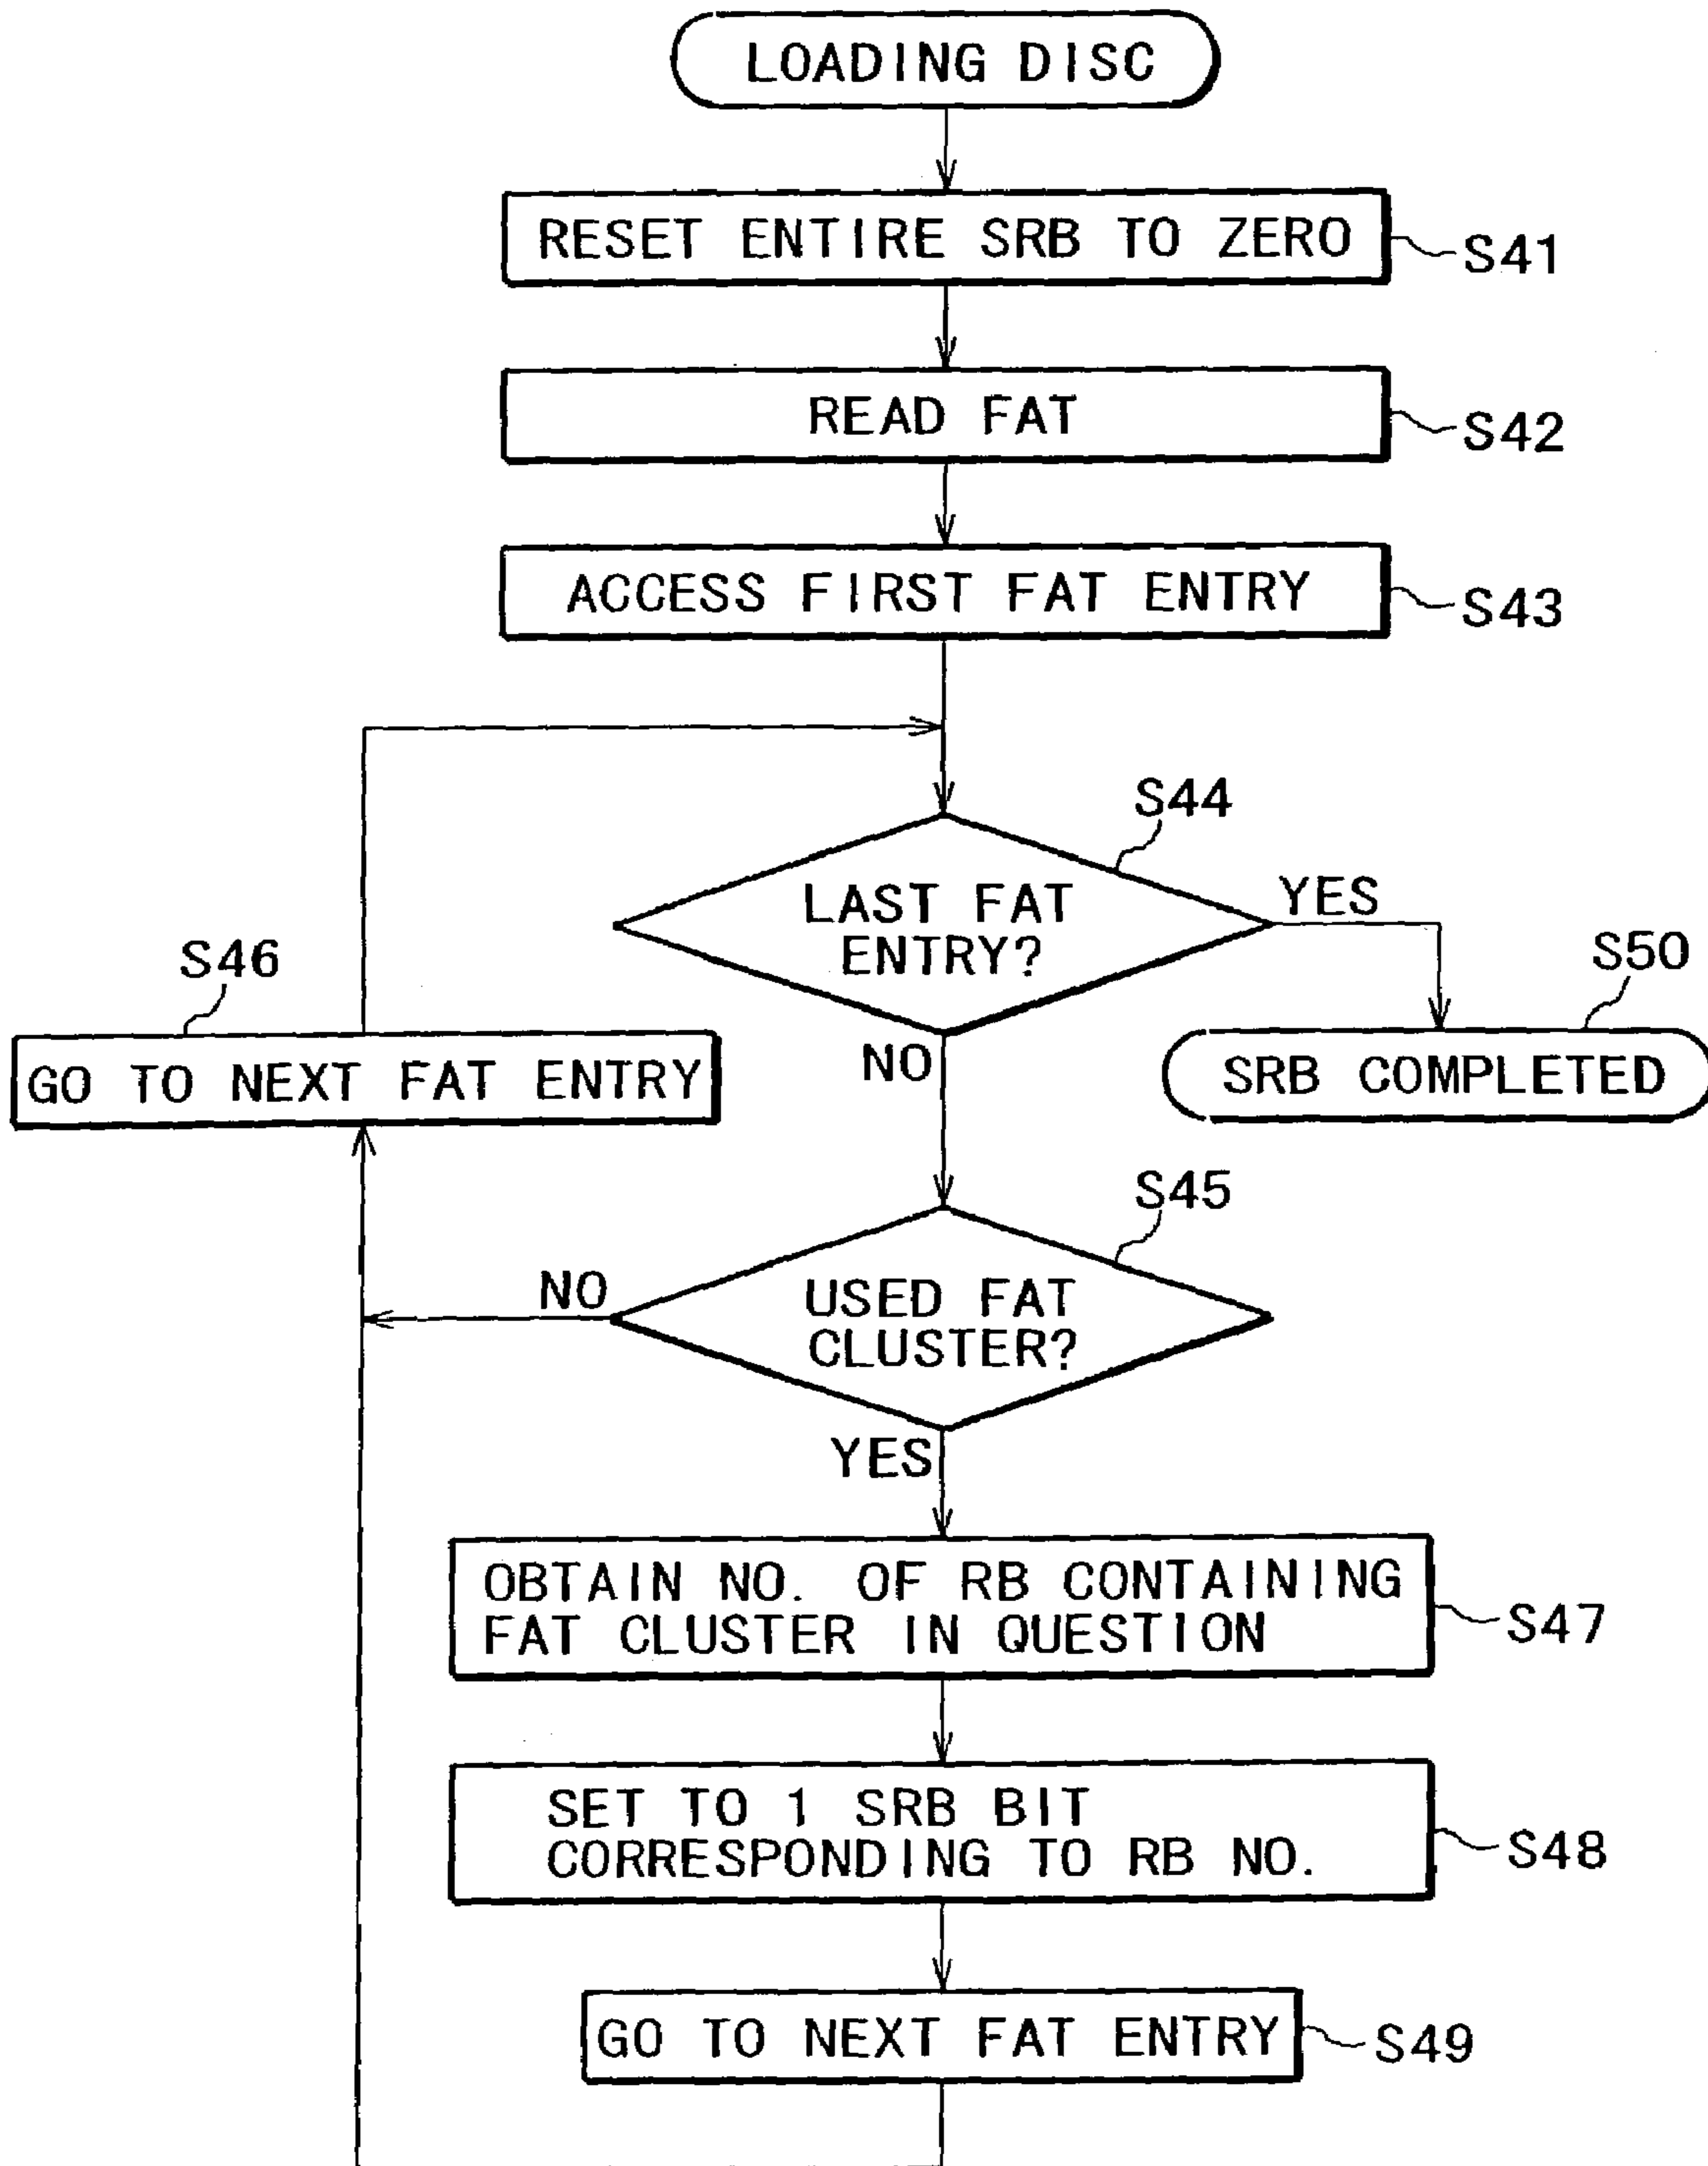 LOADING DISC
RESET ENTIRE SRB TO ZERO
S41
READ FAT
S42
ACCESS FIRST FAT ENTRY
S43
S44
LAST FAT
ENTRY?
YES
S50
SRB COMPLETED
NO
S46
GO TO NEXT FAT ENTRY
S45
USED FAT
CLUSTER?
NO
YES
OBTAIN NO. OF RB CONTAINING
FAT CLUSTER IN QUESTION
S47
SET TO 1 SRB BIT
CORRESPONDING TO RB NO.
S48
GO TO NEXT FAT ENTRY
S49